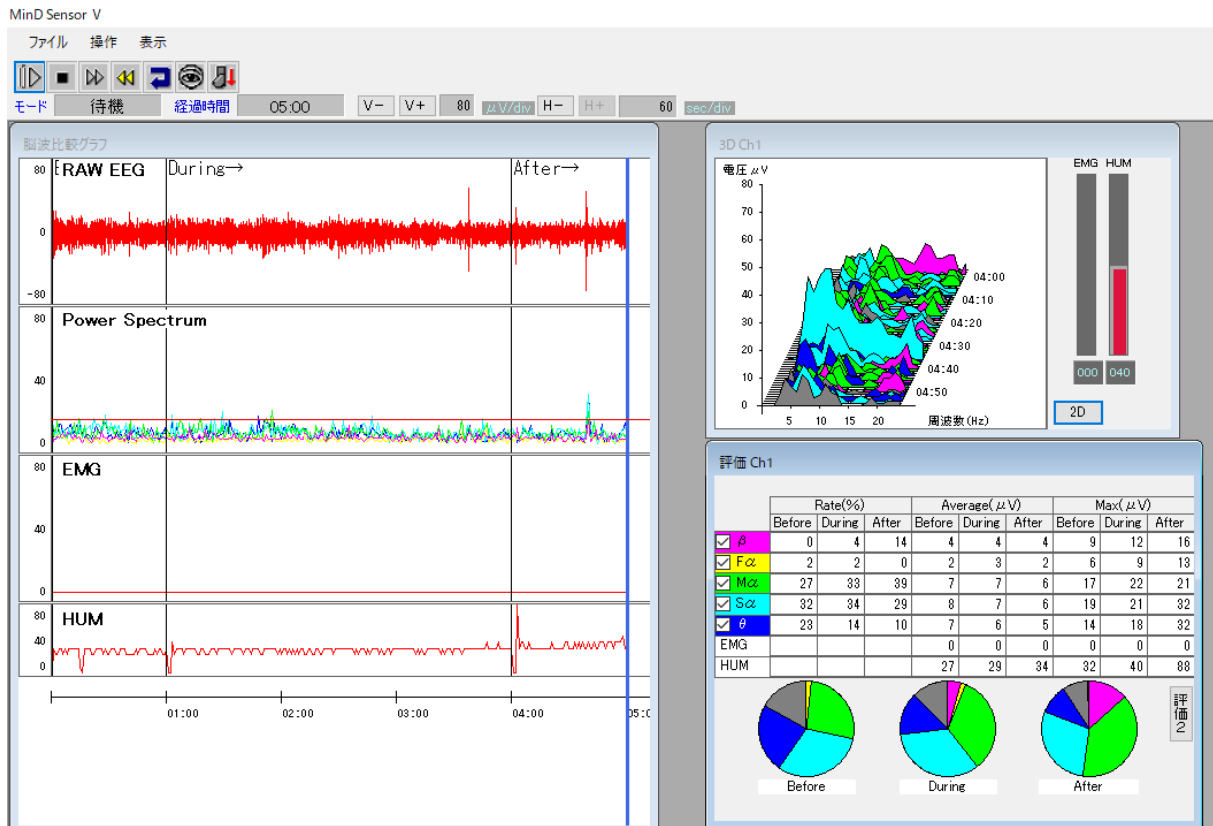 MinD Sensor V
ファイル 操作 表示
モード 待機 経過時間 05:00 V- V+ 80 μV/div H- H+ 60 sec/div
脳波比較グラフ
80 RAW EEG During→ After→
0
-80
80 Power Spectrum
40
0
80 EMG
40
0
80 HUM
40
0
01:00 02:00 03:00 04:00
3D Ch1
電圧μV
80
70
60
50
40
30
20
10
0
5 10 15 20 周波数(Hz)
04:00
04:10
04:20
04:30
04:40
04:50
EMG HUM
000 040
2D
評価 Ch1
Rate(%) Average(μV) Max(μV)
Before During After Before During After Before During After
β 0 4 14 4 4 4 9 12 16
Fα 2 2 0 2 3 2 6 9 13
Mα 27 33 39 7 7 6 17 22 21
Sα 32 34 29 8 7 6 19 21 32
θ 23 14 10 7 6 5 14 18 32
EMG 0 0 0 0 0 0
HUM 27 29 34 32 40 88
評価2
Before During After